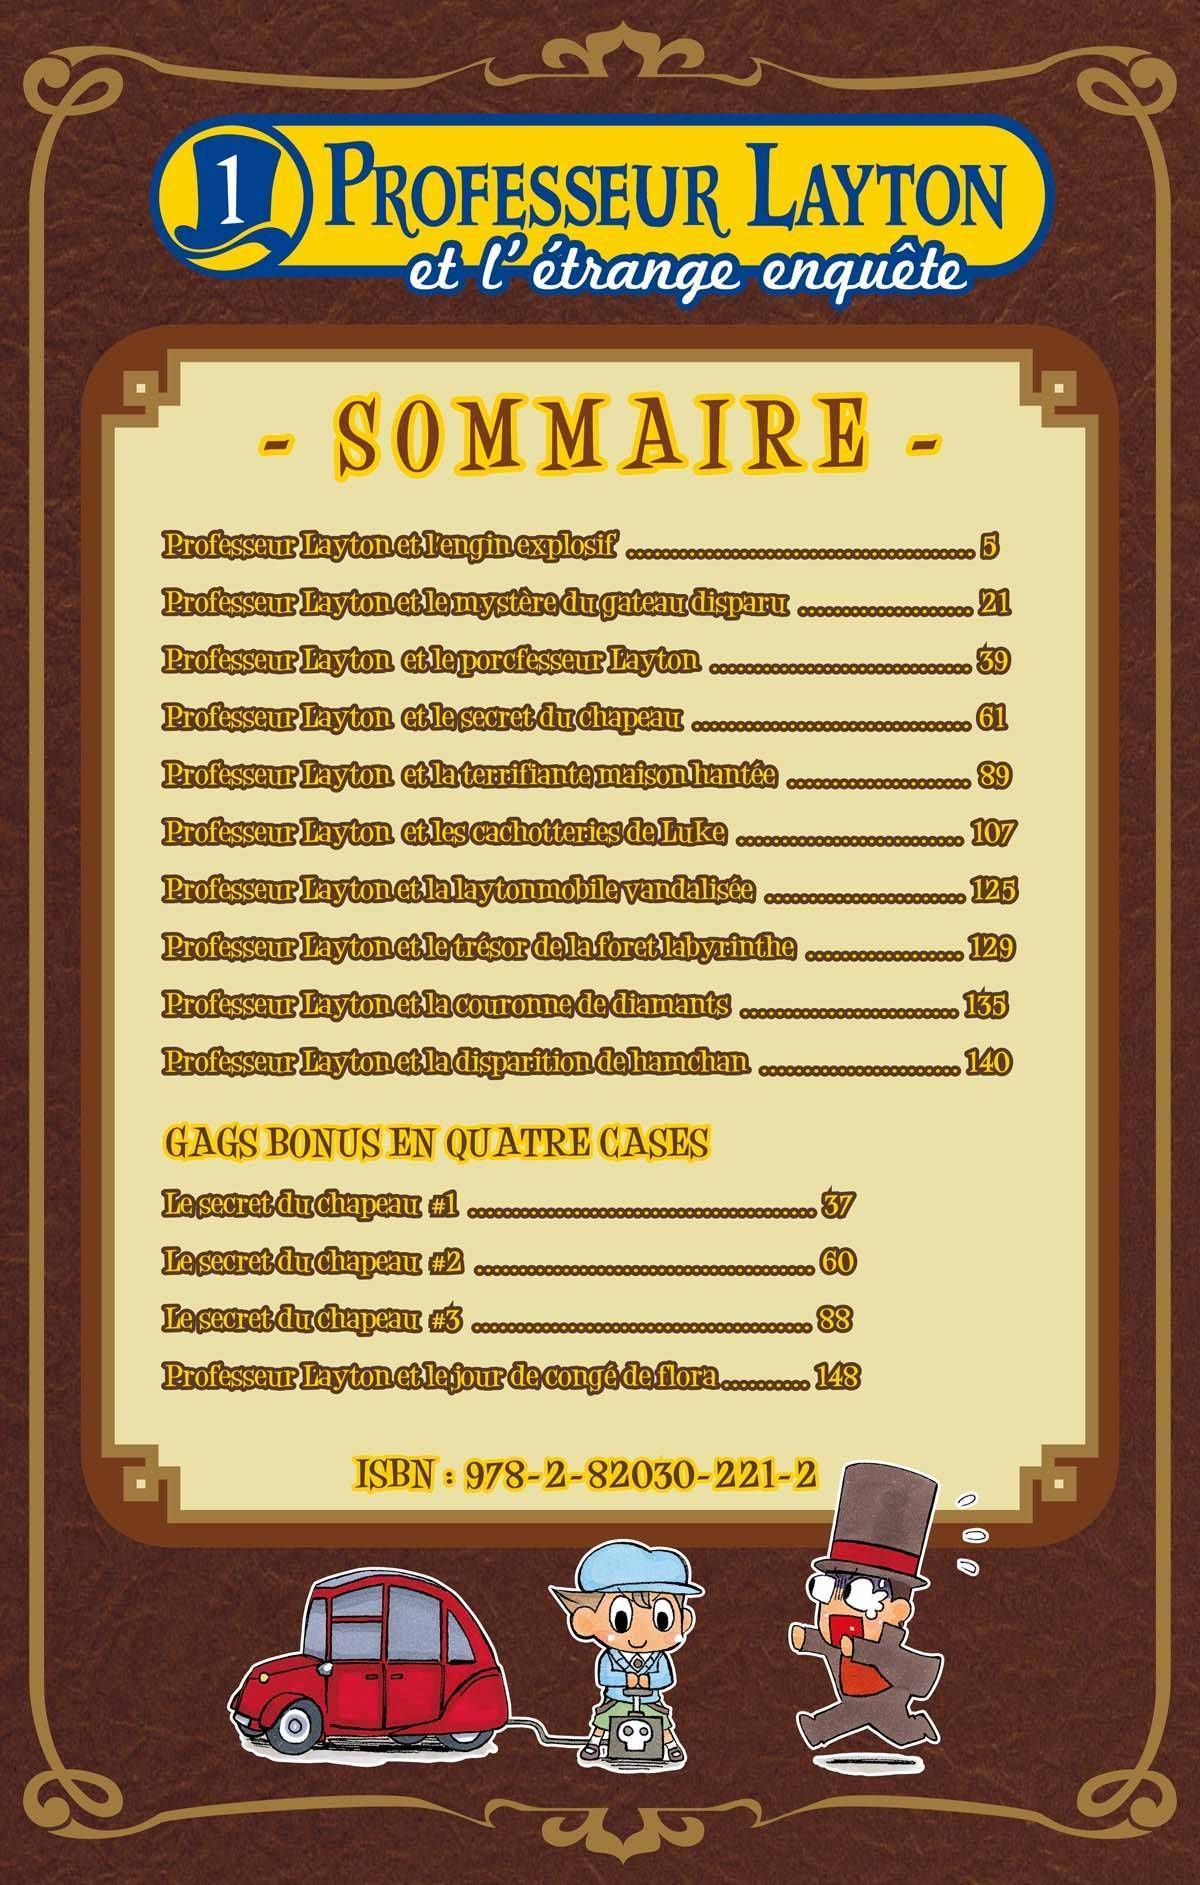 1 PROFESSEUR LAYTON
et l'étrange enquête
- SOMMAIRE -
Professeur Layton et l'engin explosif ........................................ 5
Professeur Layton et le mystère du gateau disparu .................... 21
Professeur Layton et le porcfesseur Layton .............................. 39
Professeur Layton et le secret du chapeau ................................ 61
Professeur Layton et la terrifiante maison hantée ..................... 89
Professeur Layton et les cachotteries de Luke .......................... 107
Professeur Layton et la laytonmobile vandalisée ....................... 125
Professeur Layton et le trésor de la foret labyrinthe .................. 129
Professeur Layton et la couronne de diamants ......................... 135
Professeur Layton et la disparition de hamchan ....................... 140
GAGS BONUS EN QUATRE CASES
Le secret du chapeau #1 ........................................ 37
Le secret du chapeau #2 ....................................... 60
Le secret du chapeau #3 ....................................... 88
Professeur Layton et le jour de congé de flora .......... 148
ISBN : 978-2-82030-221-2